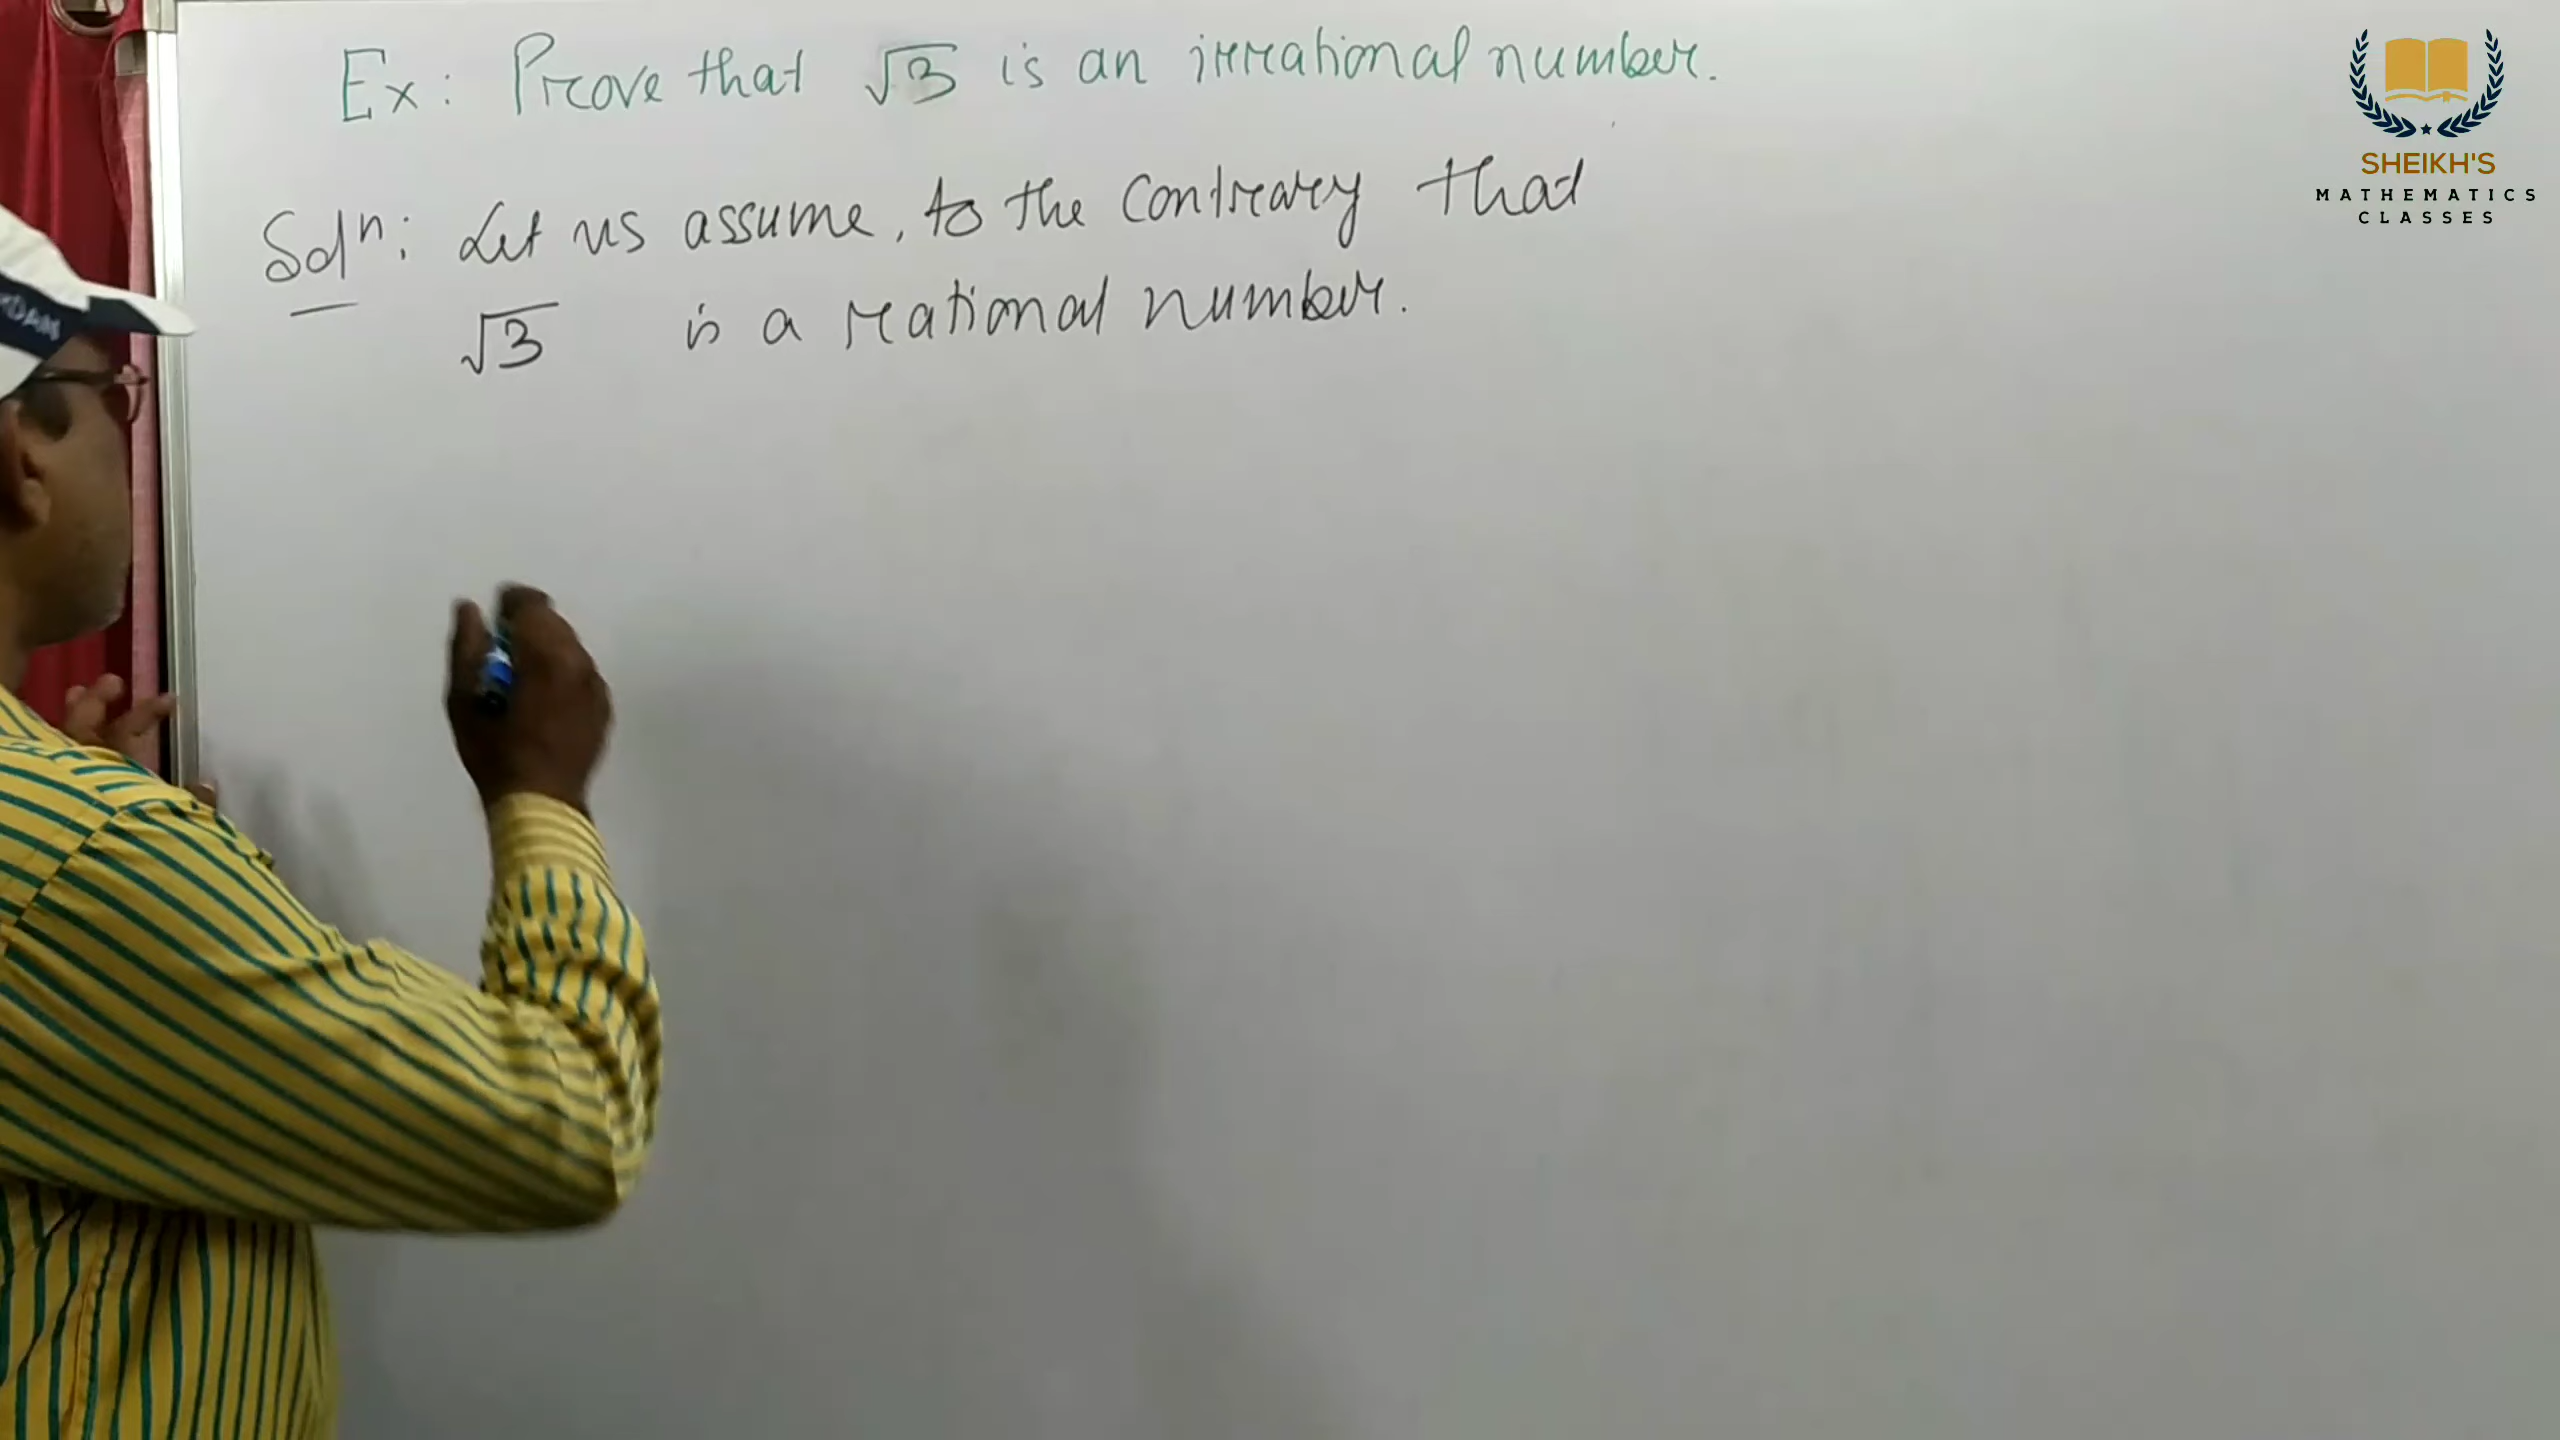 Ex: Prove that √3 is an irrational number.
Solⁿ: Let us assume, to the contrary that
√3 is a rational number.
SHEIKH'S
MATHEMATICS
CLASSES